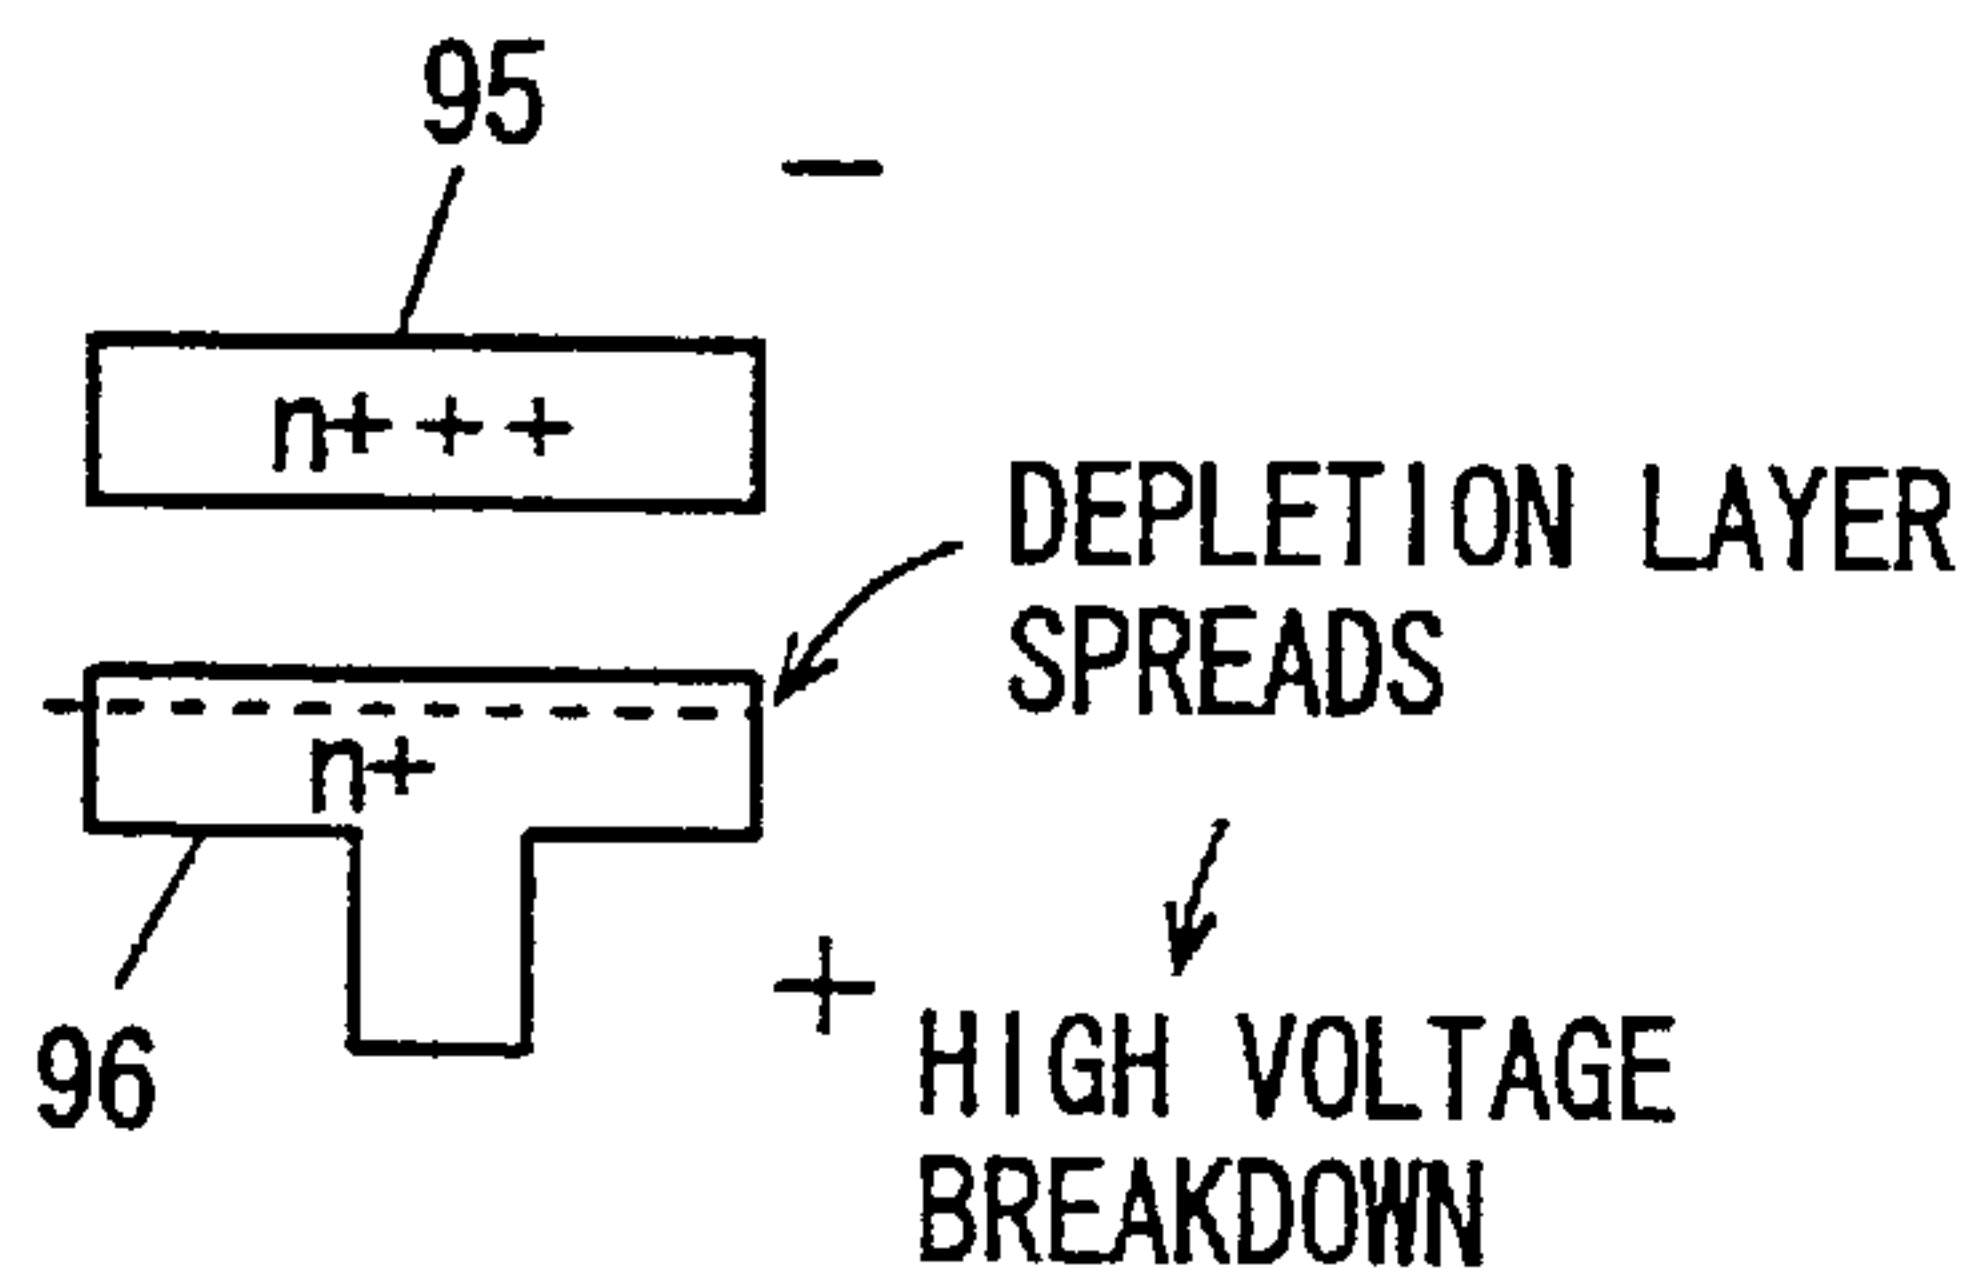 95
−
n+++
DEPLETION LAYER
SPREADS
n+
96
+
HIGH VOLTAGE
BREAKDOWN